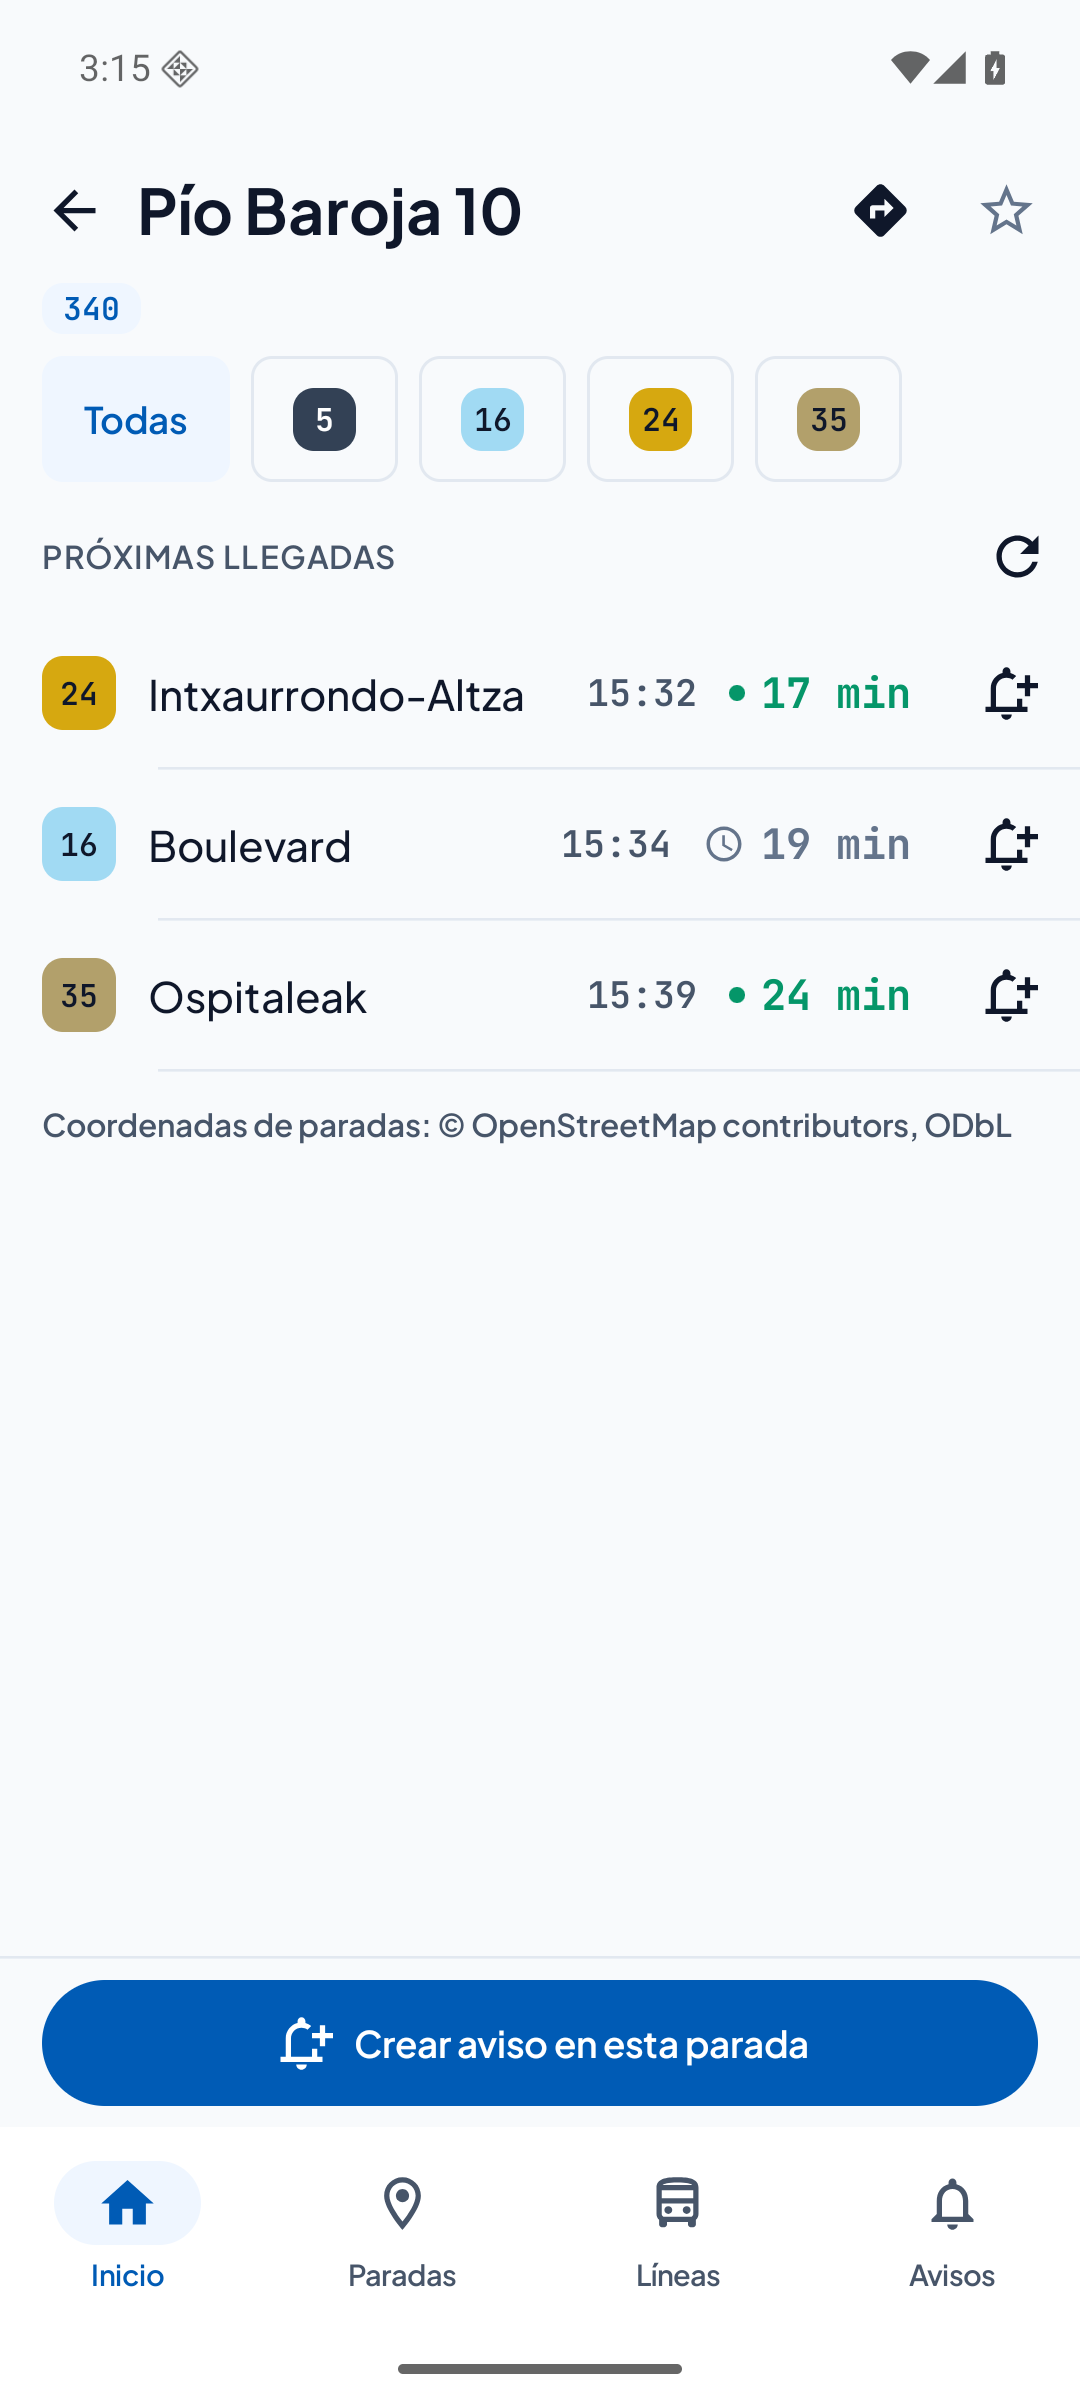 3:15
Pío Baroja 10
340
Todas 5 16 24 35
PRÓXIMAS LLEGADAS
24 Intxaurrondo-Altza 15:32 17 min
16 Boulevard 15:34 19 min
35 Ospitaleak 15:39 24 min
Coordenadas de paradas: © OpenStreetMap contributors, ODbL
Crear aviso en esta parada
Inicio Paradas Líneas Avisos